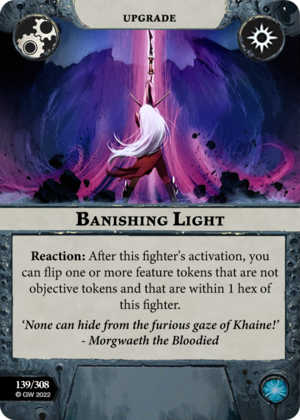 UPGRADE
BANISHING LIGHT
Reaction: After this fighter's activation, you
can flip one or more feature tokens that are not
objective tokens and that are within 1 hex of
this fighter.
‘None can hide from the furious gaze of Khaine!’
- Morgwaeth the Bloodied
139/308
© GW 2022